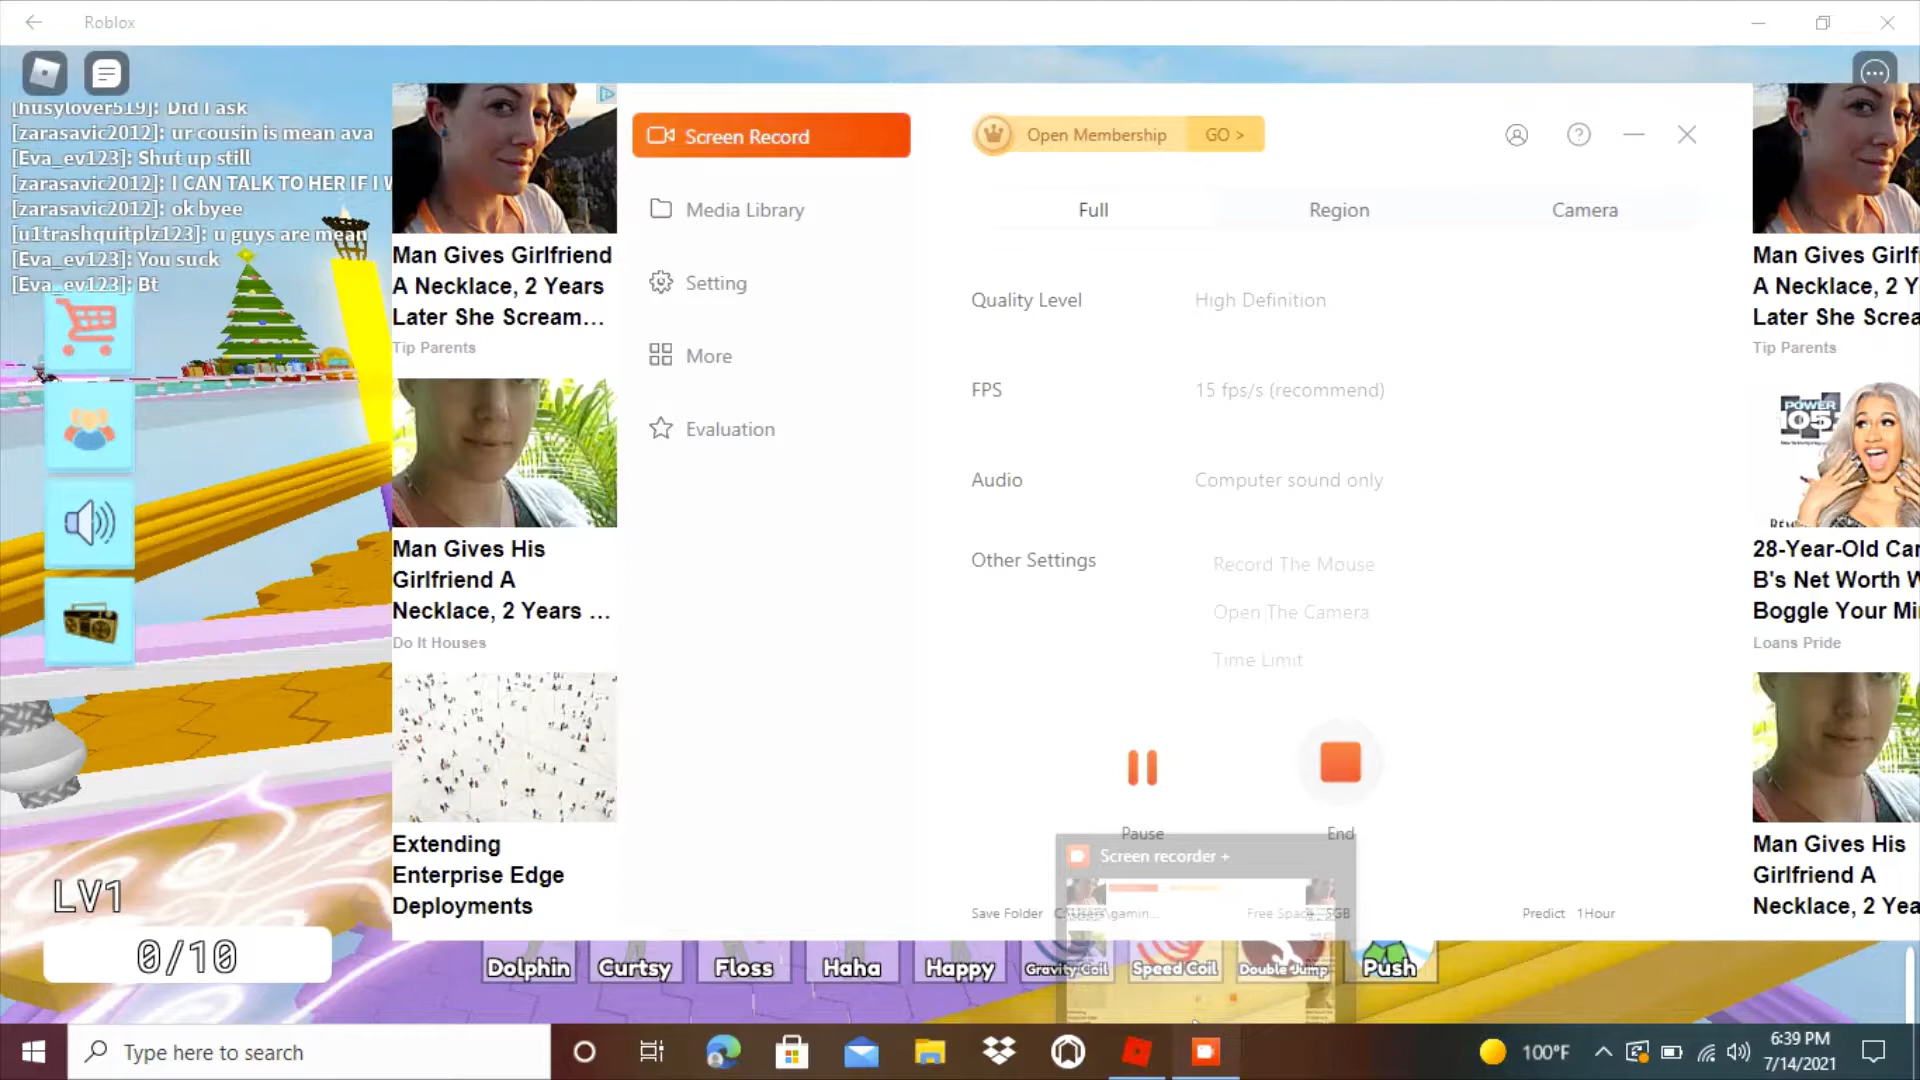 Roblox
[husylover519]: Did I ask
[zarasavic2012]: ur cousin is mean ava
[Eva_ev123]: Shut up still
[zarasavic2012]: I CAN TALK TO HER IF I W
[zarasavic2012]: ok byee
[u1trashquitplz123]: u guys are mean
[Eva_ev123]: You suck
[Eva_ev123]: Bt
LV1
0/10
Man Gives Girlfriend
A Necklace, 2 Years
Later She Scream...
Tip Parents
Man Gives His
Girlfriend A
Necklace, 2 Years ...
Do It Houses
Extending
Enterprise Edge
Deployments
Screen Record
Media Library
Setting
More
Evaluation
Open Membership GO >
Full Region Camera
Quality Level High Definition
FPS 15 fps/s (recommend)
Audio Computer sound only
Other Settings Record The Mouse
Open The Camera
Time Limit
Pause End
Screen recorder +
Save Folder C:\Users\gamin... Free Space 5GB Predict 1Hour
Man Gives Girlf
A Necklace, 2 Y
Later She Screa
Tip Parents
POWER
105.
28-Year-Old Car
B's Net Worth W
Boggle Your Mi
Loans Pride
Man Gives His
Girlfriend A
Necklace, 2 Yea
Dolphin Curtsy Floss Haha Happy Gravity Coil Speed Coil Double Jump Push
Type here to search
100°F
6:39 PM
7/14/2021